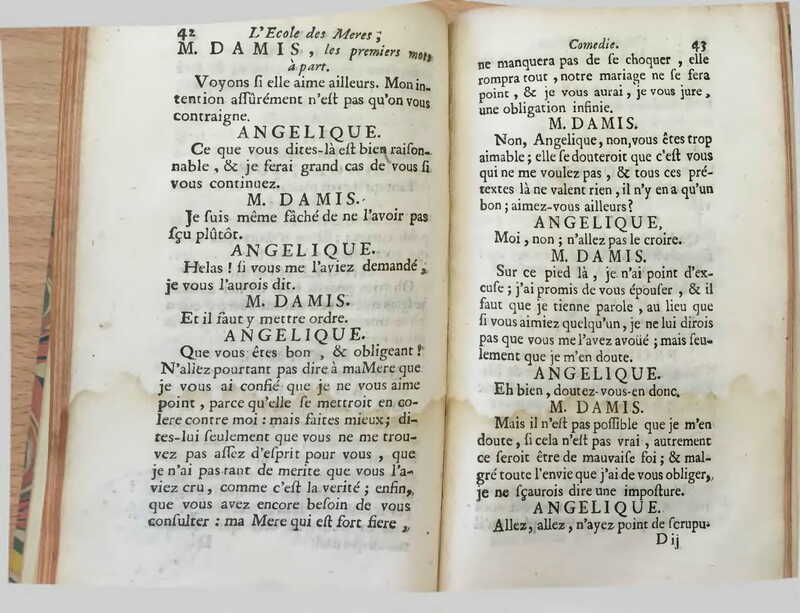 42 L'Ecole des Meres ;
M. DAMIS, les premiers mots
à part.
Voyons ſi elle aime ailleurs. Mon in-
tention aſſûrément n'eſt pas qu'on vous
contraigne.
ANGELIQUE.
Ce que vous dites-là eſt bien raiſon-
nable, & je ferai grand cas de vous ſi
vous continuez.
M. DAMIS.
Je ſuis même fâché de ne l'avoir pas
ſçu plûtôt.
ANGELIQUE.
Helas ! ſi vous me l'aviez demandé,
je vous l'aurois dit.
M. DAMIS.
Et il faut y mettre ordre.
ANGELIQUE.
Que vous êtes bon, & obligeant !
N'allez pourtant pas dire à ma Mere que
je vous ai confié que je ne vous aime
point, parce qu'elle ſe mettroit en co-
lere contre moi : mais faites mieux ; di-
tes-lui ſeulement que vous ne me trou-
vez pas aſſez d'eſprit pour vous, que
je n'ai pas tant de merite que vous l'a-
viez cru, comme c'eſt la verité ; enfin,
que vous avez encore beſoin de vous
conſulter : ma Mere qui eſt fort fiere,
Comedie. 43
ne manquera pas de ſe choquer, elle
rompra tout, notre mariage ne ſe fera
point, & je vous aurai, je vous jure,
une obligation infinie.
M. DAMIS.
Non, Angelique, non, vous êtes trop
aimable ; elle ſe douteroit que c'eſt vous
qui ne me voulez pas, & tous ces pré-
textes là ne valent rien, il n'y en a qu'un
bon ; aimez-vous ailleurs ?
ANGELIQUE,
Moi, non ; n'allez pas le croire.
M. DAMIS.
Sur ce pied là, je n'ai point d'ex-
cuſe ; j'ai promis de vous épouſer, & il
faut que je tienne parole, au lieu que
ſi vous aimiez quelqu'un, je ne lui dirois
pas que vous me l'avez avoüé ; mais ſeu-
lement que je m'en doute.
ANGELIQUE.
Eh bien, doutez-vous-en donc.
M. DAMIS.
Mais il n'eſt pas poſſible que je m'en
doute, ſi cela n'eſt pas vrai, autrement
ce ſeroit être de mauvaiſe foi ; & mal-
gré toute l'envie que j'ai de vous obliger,
je ne ſçaurois dire une impoſture.
ANGELIQUE.
Allez, allez, n'ayez point de ſcrupu-
D ij